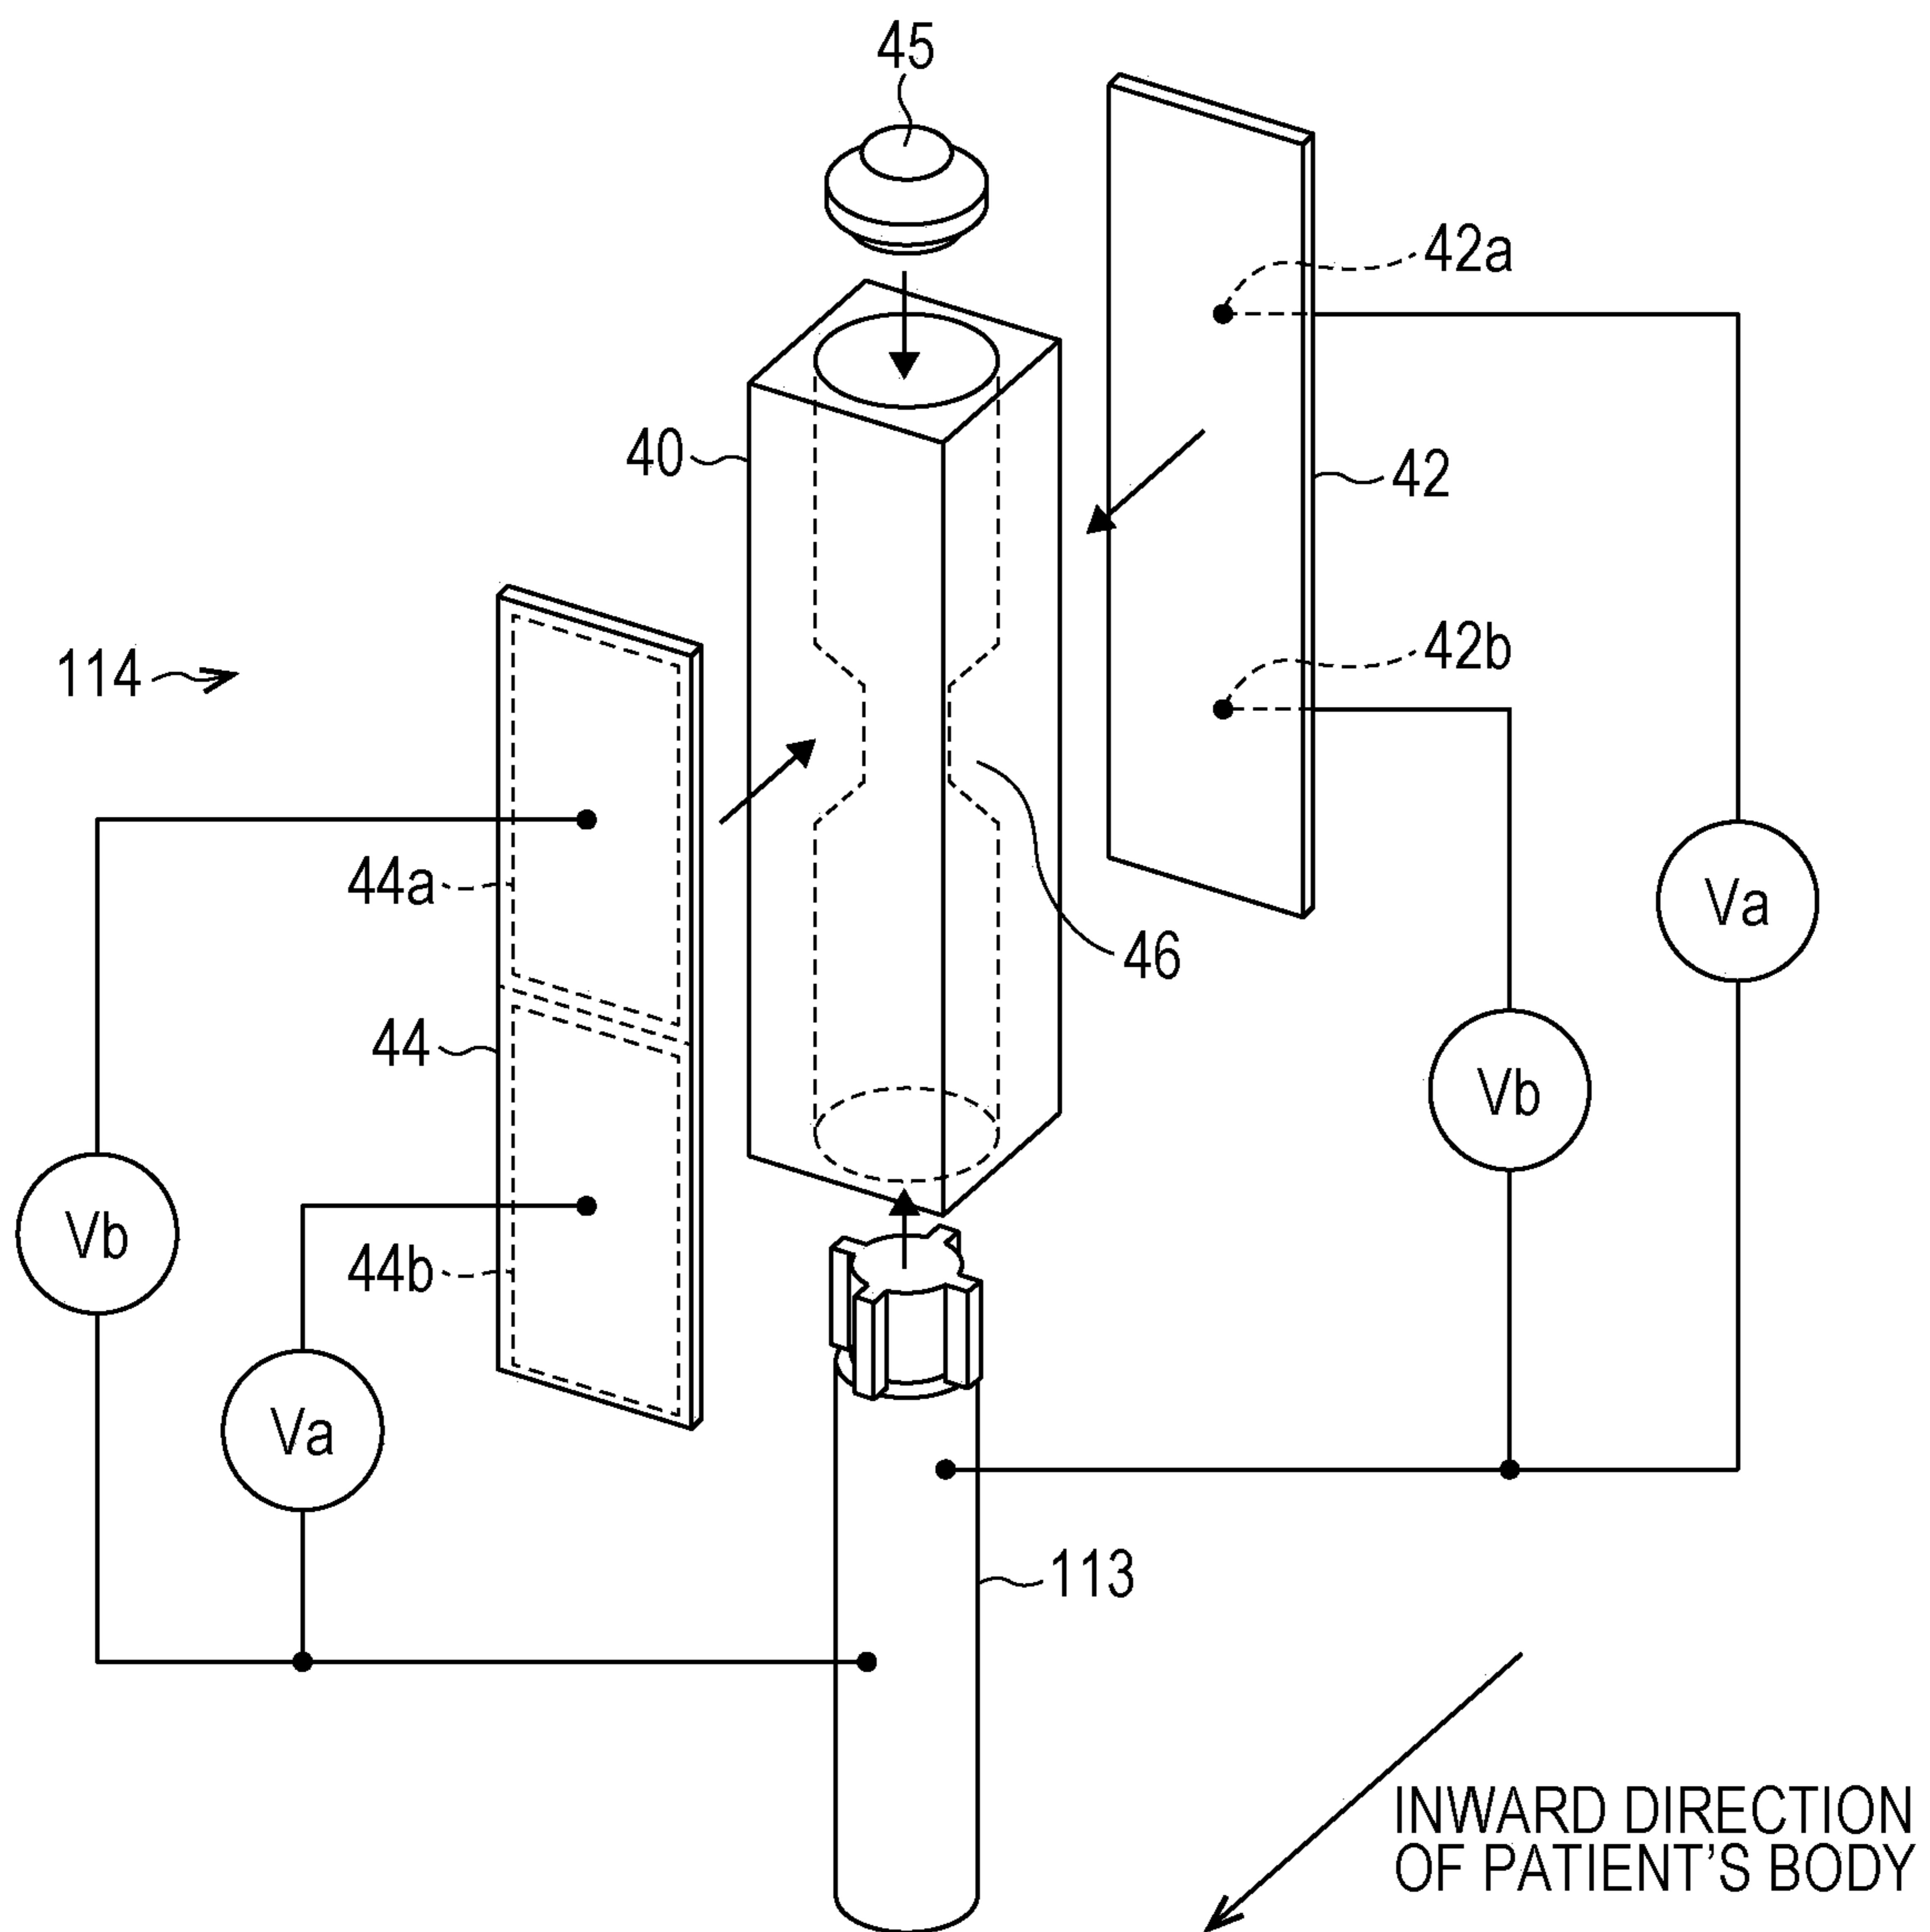 45
42a
40
42
114
42b
44a
Va
46
44
Vb
Vb
44b
Va
113
INWARD DIRECTION
OF PATIENT'S BODY